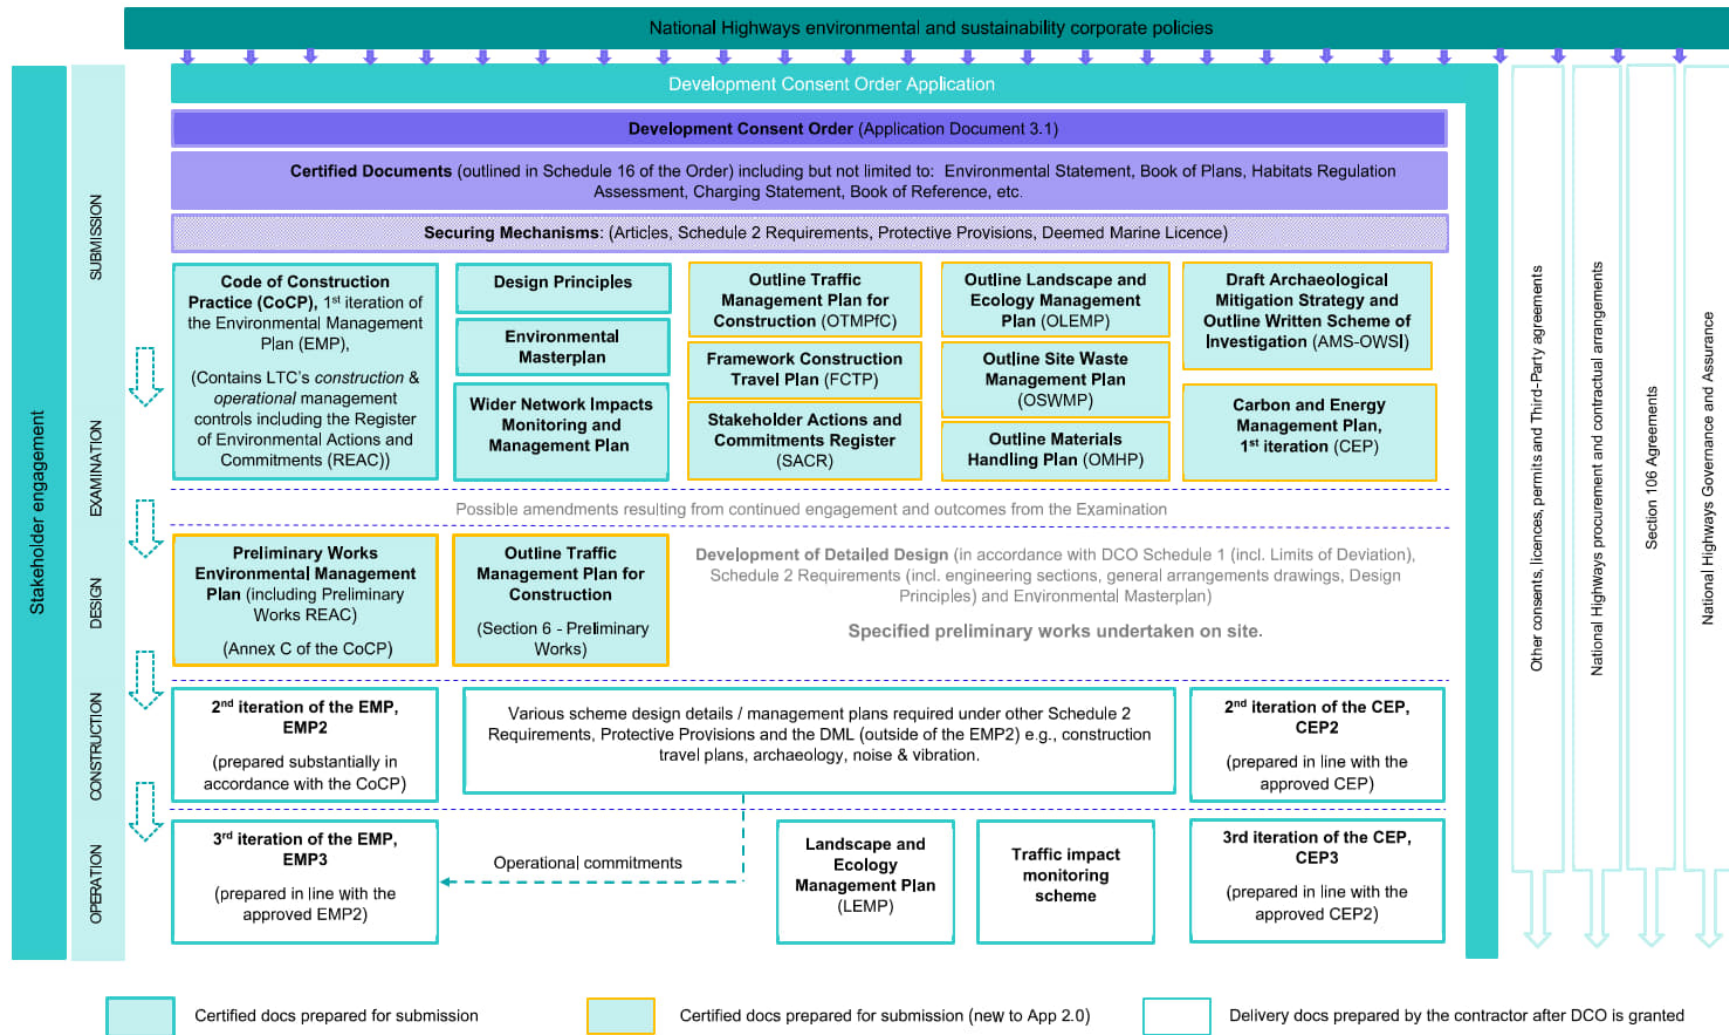 National Highways environmental and sustainability corporate policies
Stakeholder engagement
SUBMISSION
EXAMINATION
DESIGN
CONSTRUCTION
OPERATION
Development Consent Order Application
Development Consent Order (Application Document 3.1)
Certified Documents (outlined in Schedule 16 of the Order) including but not limited to: Environmental Statement, Book of Plans, Habitats Regulation
Assessment, Charging Statement, Book of Reference, etc.
Securing Mechanisms: (Articles, Schedule 2 Requirements, Protective Provisions, Deemed Marine Licence)
Code of Construction
Practice (CoCP), 1st iteration of
the Environmental Management
Plan (EMP),
(Contains LTC's construction &
operational management
controls including the Register
of Environmental Actions and
Commitments (REAC))
Design Principles
Environmental
Masterplan
Wider Network Impacts
Monitoring and
Management Plan
Outline Traffic
Management Plan for
Construction (OTMPfC)
Framework Construction
Travel Plan (FCTP)
Stakeholder Actions and
Commitments Register
(SACR)
Outline Landscape and
Ecology Management
Plan (OLEMP)
Outline Site Waste
Management Plan
(OSWMP)
Outline Materials
Handling Plan (OMHP)
Draft Archaeological
Mitigation Strategy and
Outline Written Scheme of
Investigation (AMS-OWSI)
Carbon and Energy
Management Plan,
1st iteration (CEP)
Possible amendments resulting from continued engagement and outcomes from the Examination
Preliminary Works
Environmental Management
Plan (including Preliminary
Works REAC)
(Annex C of the CoCP)
Outline Traffic
Management Plan for
Construction
(Section 6 - Preliminary
Works)
Development of Detailed Design (in accordance with DCO Schedule 1 (incl. Limits of Deviation),
Schedule 2 Requirements (incl. engineering sections, general arrangements drawings, Design
Principles) and Environmental Masterplan)
Specified preliminary works undertaken on site.
2nd iteration of the EMP,
EMP2
(prepared substantially in
accordance with the CoCP)
Various scheme design details / management plans required under other Schedule 2
Requirements, Protective Provisions and the DML (outside of the EMP2) e.g., construction
travel plans, archaeology, noise & vibration.
2nd iteration of the CEP,
CEP2
(prepared in line with the
approved CEP)
3rd iteration of the EMP,
EMP3
(prepared in line with the
approved EMP2)
Operational commitments
Landscape and
Ecology
Management Plan
(LEMP)
Traffic impact
monitoring
scheme
3rd iteration of the CEP,
CEP3
(prepared in line with the
approved CEP2)
Other consents, licences, permits and Third-Party agreements
National Highways procurement and contractual arrangements
Section 106 Agreements
National Highways Governance and Assurance
Certified docs prepared for submission
Certified docs prepared for submission (new to App 2.0)
Delivery docs prepared by the contractor after DCO is granted